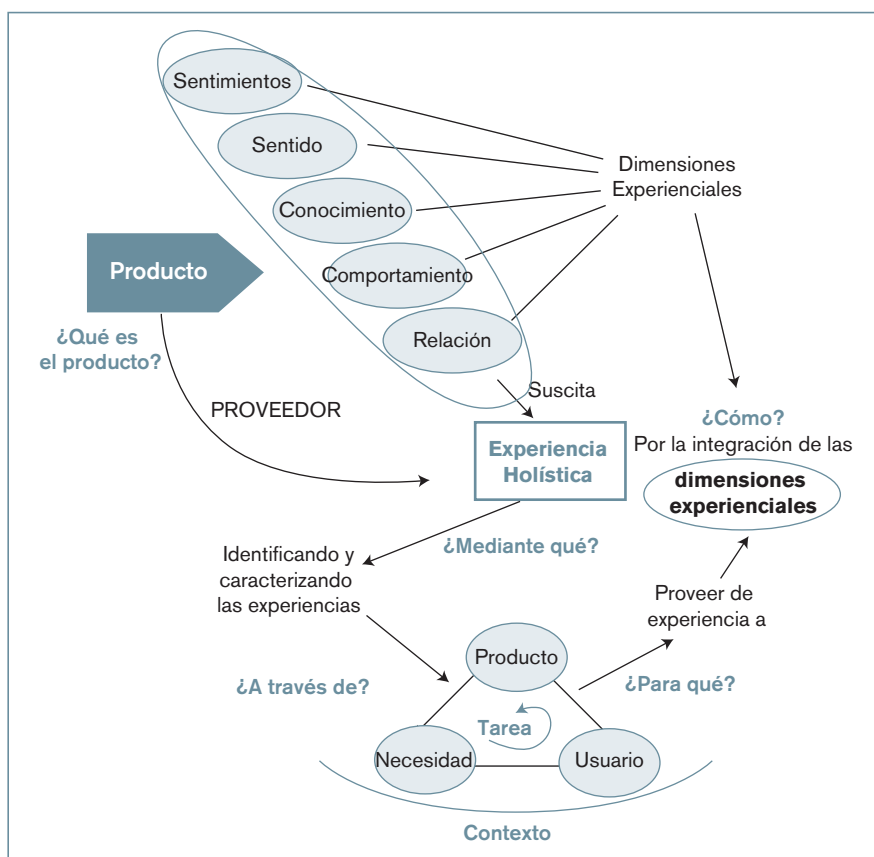 Sentimientos
Sentido
Conocimiento
Comportamiento
Relación
Dimensiones
Experienciales
Producto
¿Qué es
el producto?
PROVEEDOR
Suscita
Experiencia
Holística
¿Cómo?
Por la integración de las
dimensiones
experienciales
¿Mediante qué?
Identificando y
caracterizando
las experiencias
Proveer de
experiencia a
¿A través de?
Producto
¿Para qué?
Tarea
Necesidad
Usuario
Contexto